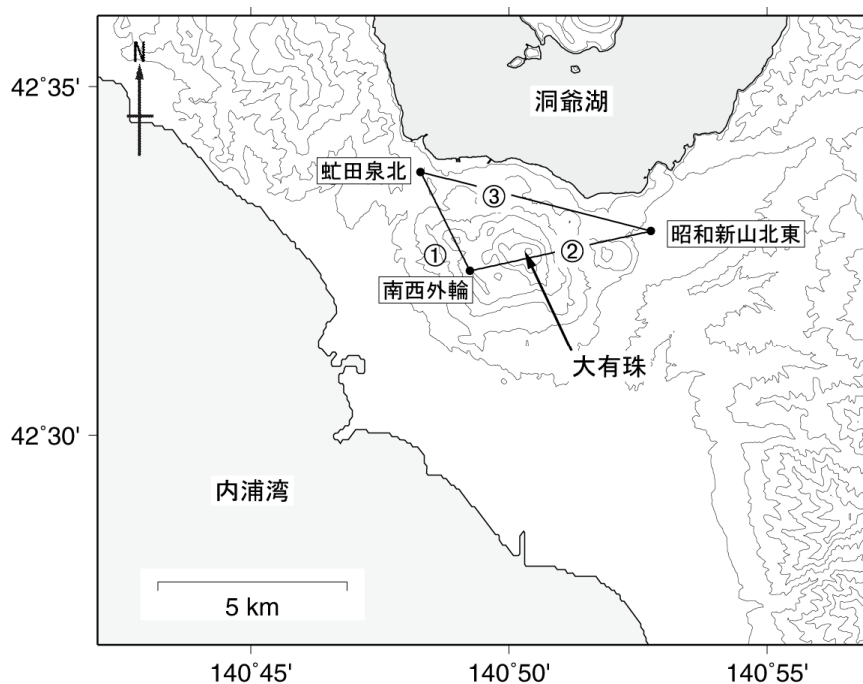 N
42°35'
洞爺湖
虻田泉北
③
昭和新山北東
①
②
南西外輪
大有珠
42°30'
内浦湾
5 km
140°45'
140°50'
140°55'